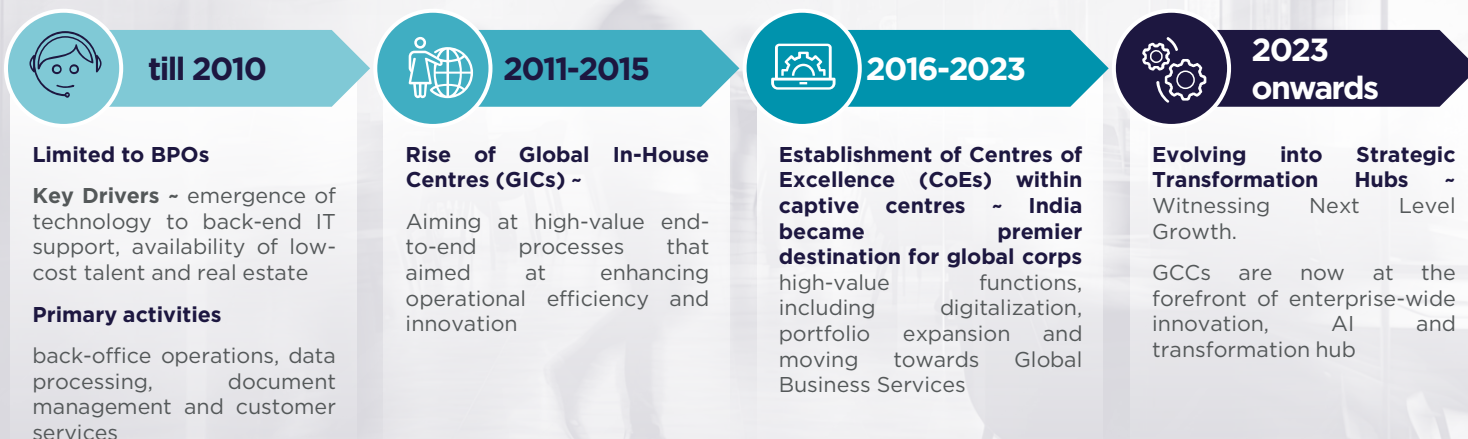 till 2010
Limited to BPOs
Key Drivers ~ emergence of
technology to back-end IT
support, availability of low-
cost talent and real estate
Primary activities
back-office operations, data
processing, document
management and customer
services
2011-2015
Rise of Global In-House
Centres (GICs) ~
Aiming at high-value end-
to-end processes that
aimed at enhancing
operational efficiency and
innovation
2016-2023
Establishment of Centres of
Excellence (CoEs) within
captive centres ~ India
became premier
destination for global corps
high-value functions,
including digitalization,
portfolio expansion and
moving towards Global
Business Services
2023
onwards
Evolving into Strategic
Transformation Hubs ~
Witnessing Next Level
Growth.
GCCs are now at the
forefront of enterprise-wide
innovation, AI and
transformation hub